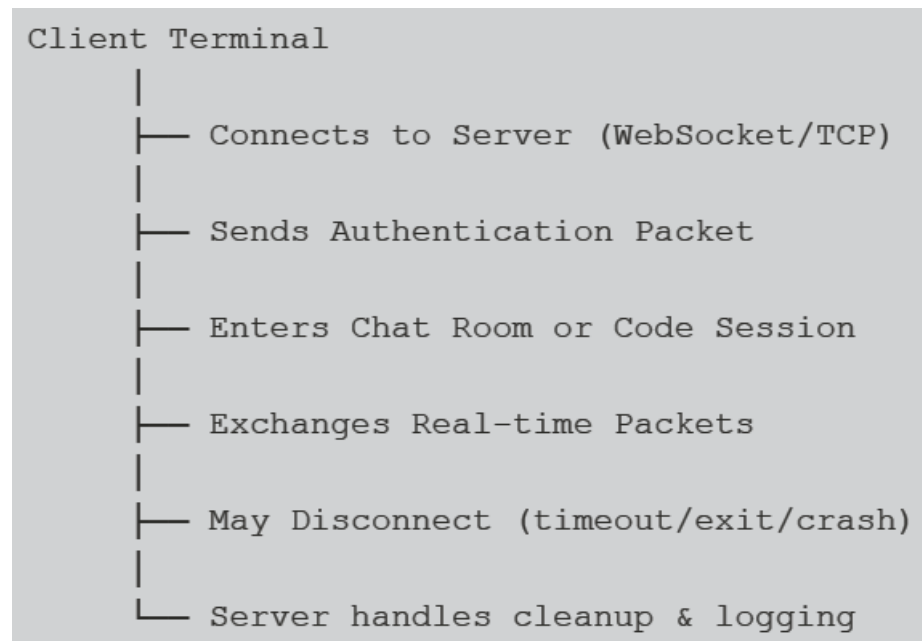 Client Terminal
Connects to Server (WebSocket/TCP)
Sends Authentication Packet
Enters Chat Room or Code Session
Exchanges Real-time Packets
May Disconnect (timeout/exit/crash)
Server handles cleanup & logging